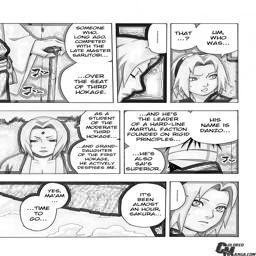 UM,
WHO
WAS...
THAT
...?
SOMEONE
WHO,
LONG AGO,
COMPETED
WITH THE
LATE MASTER
SARUTOBI...
...OVER
THE SEAT
OF THIRD
HOKAGE.
HIS
NAME IS
DANZO...
...AND HE'S
THE LEADER
OF A HARD-LINE
MARTIAL FACTION
FOUNDED ON RIGID
PRINCIPLES...
...HE'S
ALSO
SAI'S
SUPERIOR.
AS A
STUDENT
OF THE
MODERATE
THIRD
HOKAGE...
...AND GRAND-
DAUGHTER
OF THE FIRST
HOKAGE, HE
ACTIVELY
DESPISES ME.
IT'S
BEEN
ALMOST
AN HOUR,
SAKURA...
YES,
MA'AM...
...TIME
TO
GO...
COLORED
MANGA.COM